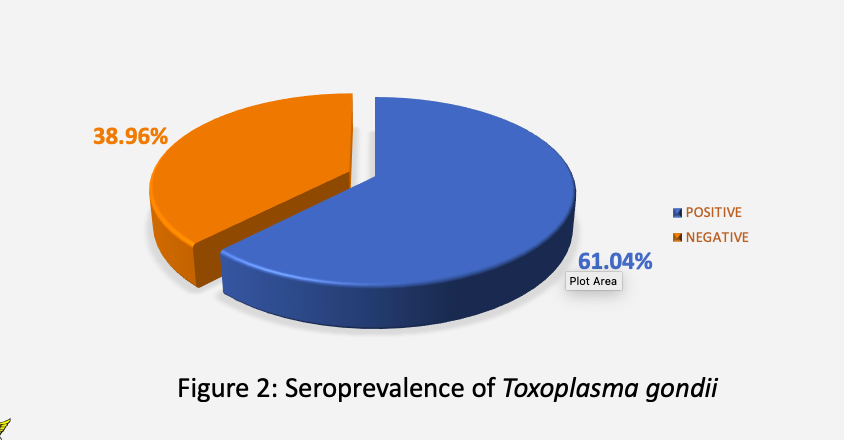 38.96%
POSITIVE
NEGATIVE
61.04%
Plot Area
Figure 2: Seroprevalence of Toxoplasma gondii